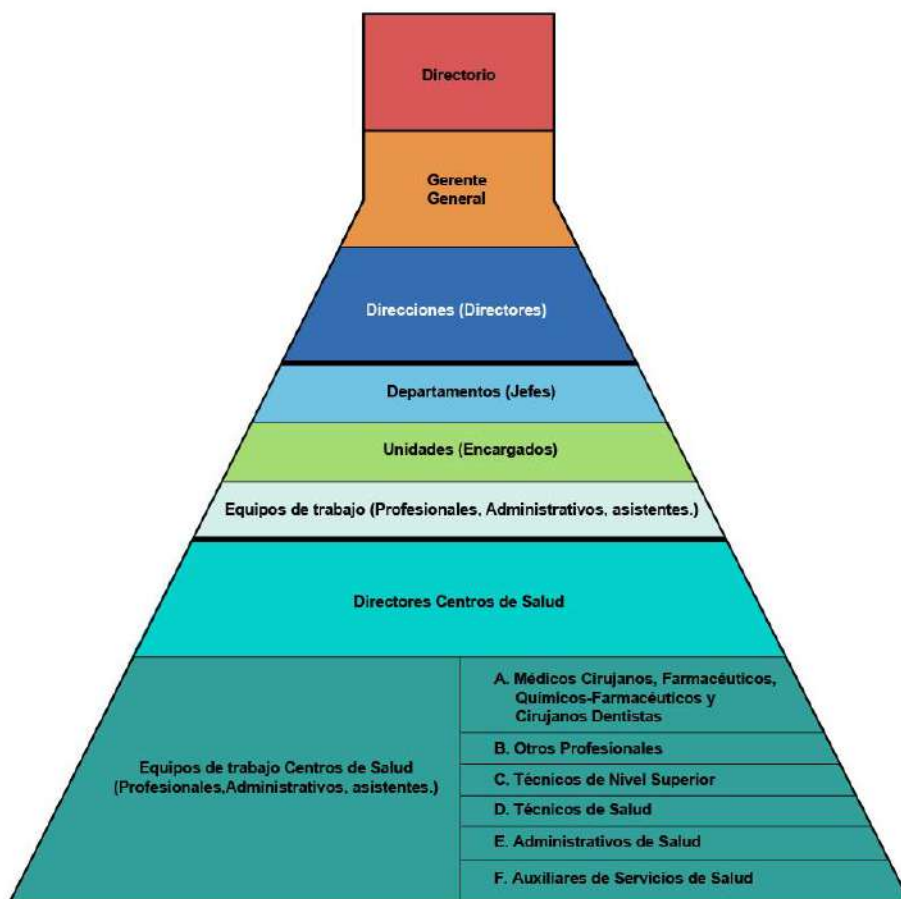 Directorio
Gerente
General
Direcciones (Directores)
Departamentos (Jefes)
Unidades (Encargados)
Equipos de trabajo (Profesionales, Administrativos, asistentes.)
Directores Centros de Salud
Equipos de trabajo Centros de Salud
(Profesionales,Administrativos, asistentes.)
A. Médicos Cirujanos, Farmacéuticos,
Químicos-Farmacéuticos y
Cirujanos Dentistas
B. Otros Profesionales
C. Técnicos de Nivel Superior
D. Técnicos de Salud
E. Administrativos de Salud
F. Auxiliares de Servicios de Salud